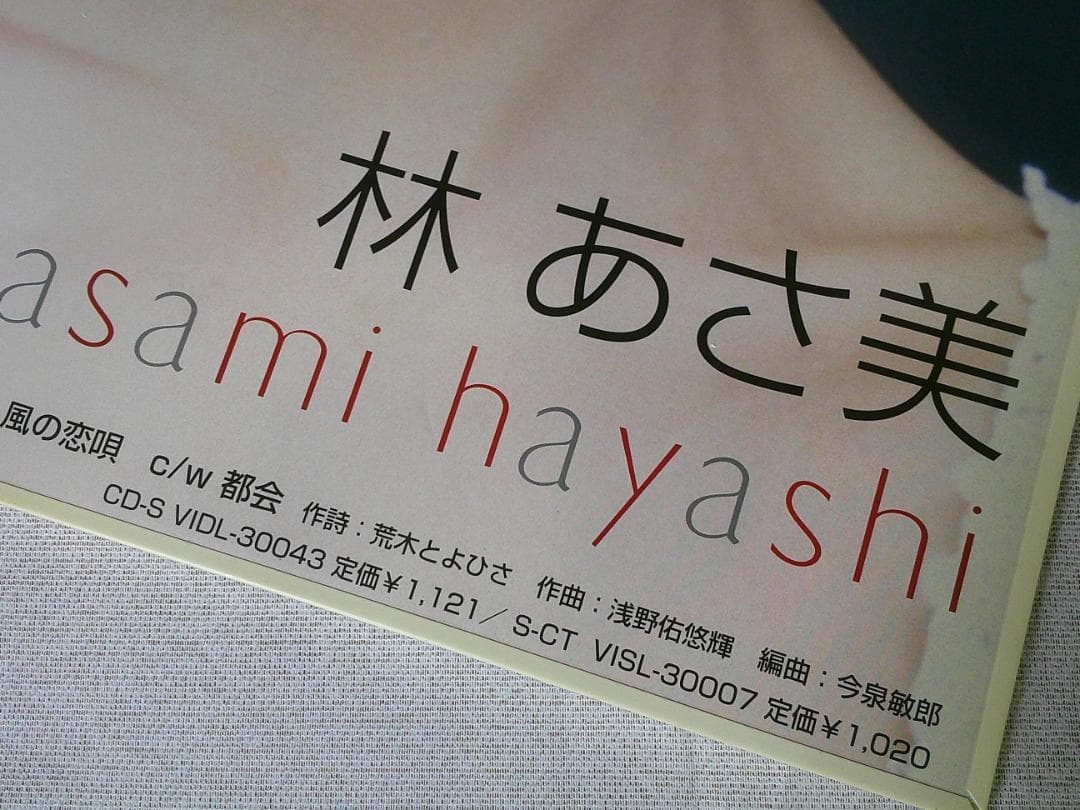 林 あさ美
asami hayashi
風の恋唄 c/w 都会 作詩：荒木とよひさ 作曲：浅野佑悠輝 編曲：今泉敏郎
CD-S VIDL-30043 定価¥1,121／S-CT VISL-30007 定価¥1,020